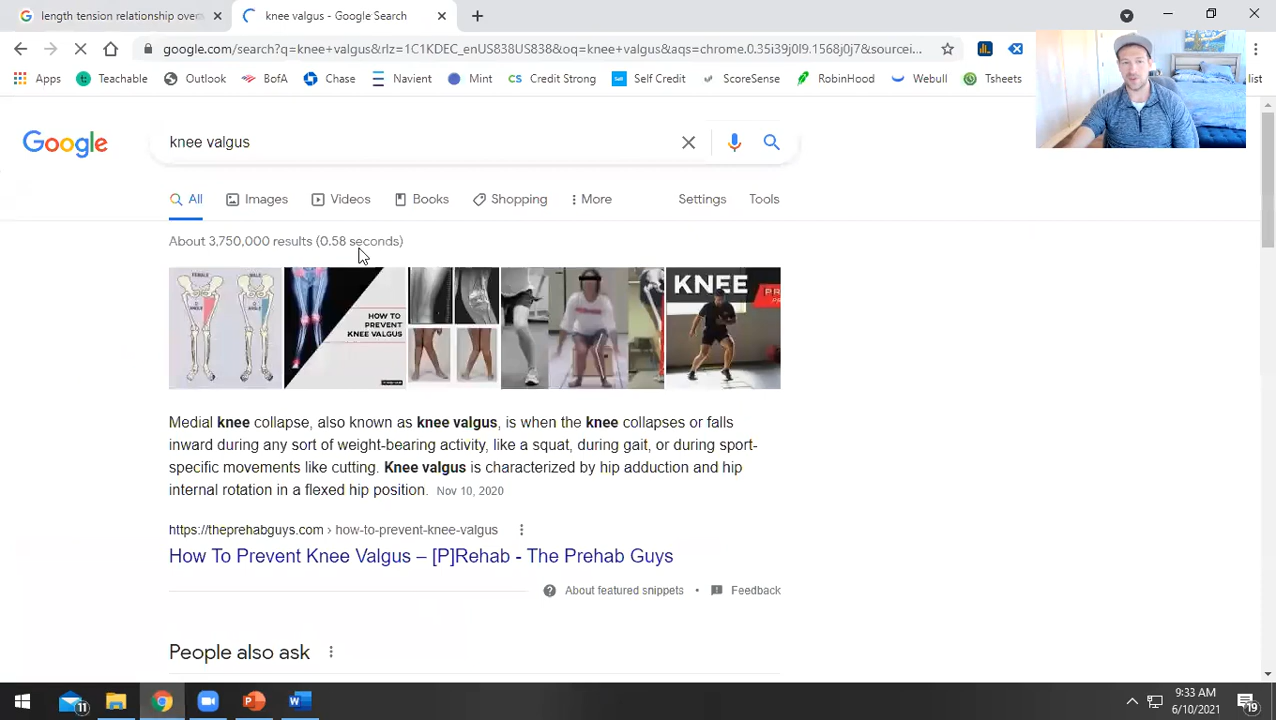 length tension relationship over
knee valgus - Google Search
google.com/search?q=knee+valgus&rlz=1C1KDEC_enUS838US838&oq=knee+valgus&aqs=chrome.0.35i39j0l9.1568j0j7&sourcei...
Apps Teachable Outlook BofA Chase Navient Mint CS Credit Strong Self Credit ScoreSense RobinHood Webull Tsheets list
Google knee valgus
All Images Videos Books Shopping More Settings Tools
About 3,750,000 results (0.58 seconds)
FEMALE MALE
HOW TO
PREVENT
KNEE VALGUS
KNEE
Medial knee collapse, also known as knee valgus, is when the knee collapses or falls
inward during any sort of weight-bearing activity, like a squat, during gait, or during sport-
specific movements like cutting. Knee valgus is characterized by hip adduction and hip
internal rotation in a flexed hip position. Nov 10, 2020
https://theprehabguys.com › how-to-prevent-knee-valgus
How To Prevent Knee Valgus – [P]Rehab - The Prehab Guys
About featured snippets • Feedback
People also ask
11
9:33 AM
6/10/2021
19